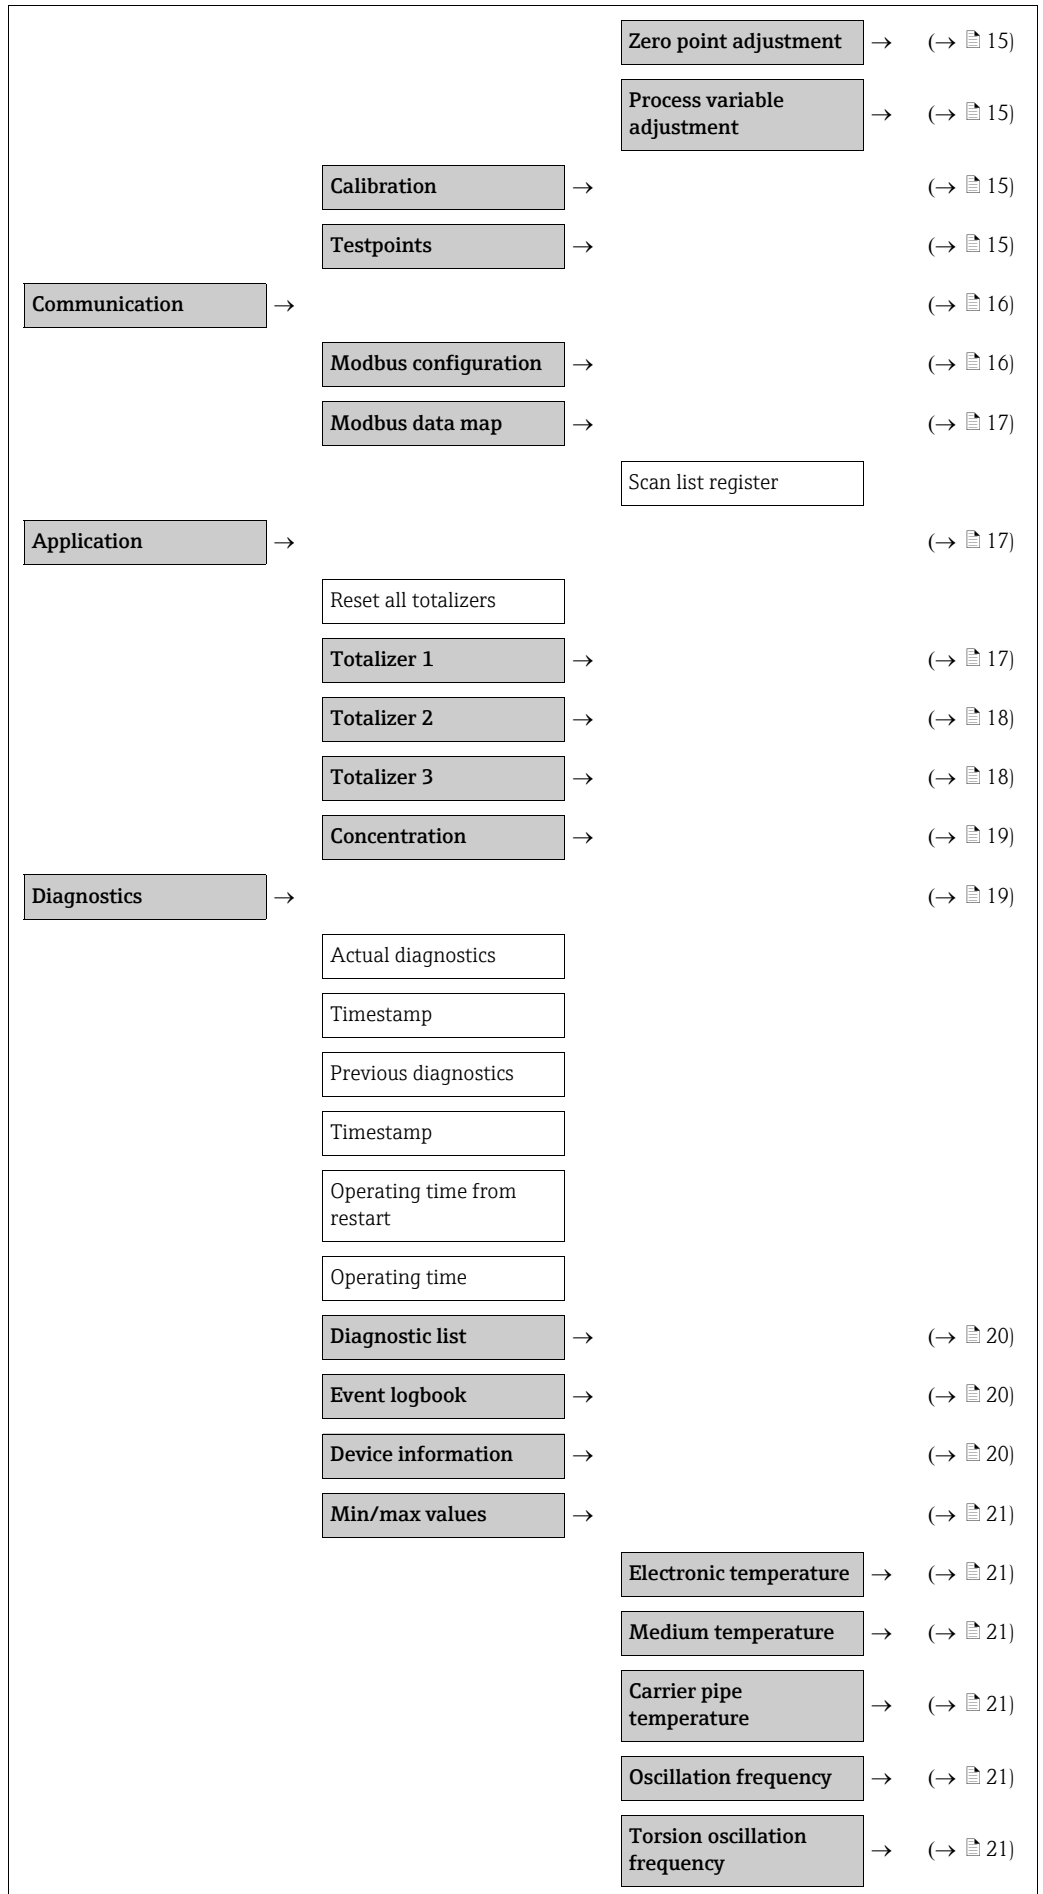 Zero point adjustment → (→ 15)
Process variable
adjustment → (→ 15)
Calibration → (→ 15)
Testpoints → (→ 15)
Communication → (→ 16)
Modbus configuration → (→ 16)
Modbus data map → (→ 17)
Scan list register
Application → (→ 17)
Reset all totalizers
Totalizer 1 → (→ 17)
Totalizer 2 → (→ 18)
Totalizer 3 → (→ 18)
Concentration → (→ 19)
Diagnostics → (→ 19)
Actual diagnostics
Timestamp
Previous diagnostics
Timestamp
Operating time from
restart
Operating time
Diagnostic list → (→ 20)
Event logbook → (→ 20)
Device information → (→ 20)
Min/max values → (→ 21)
Electronic temperature → (→ 21)
Medium temperature → (→ 21)
Carrier pipe
temperature → (→ 21)
Oscillation frequency → (→ 21)
Torsion oscillation
frequency → (→ 21)